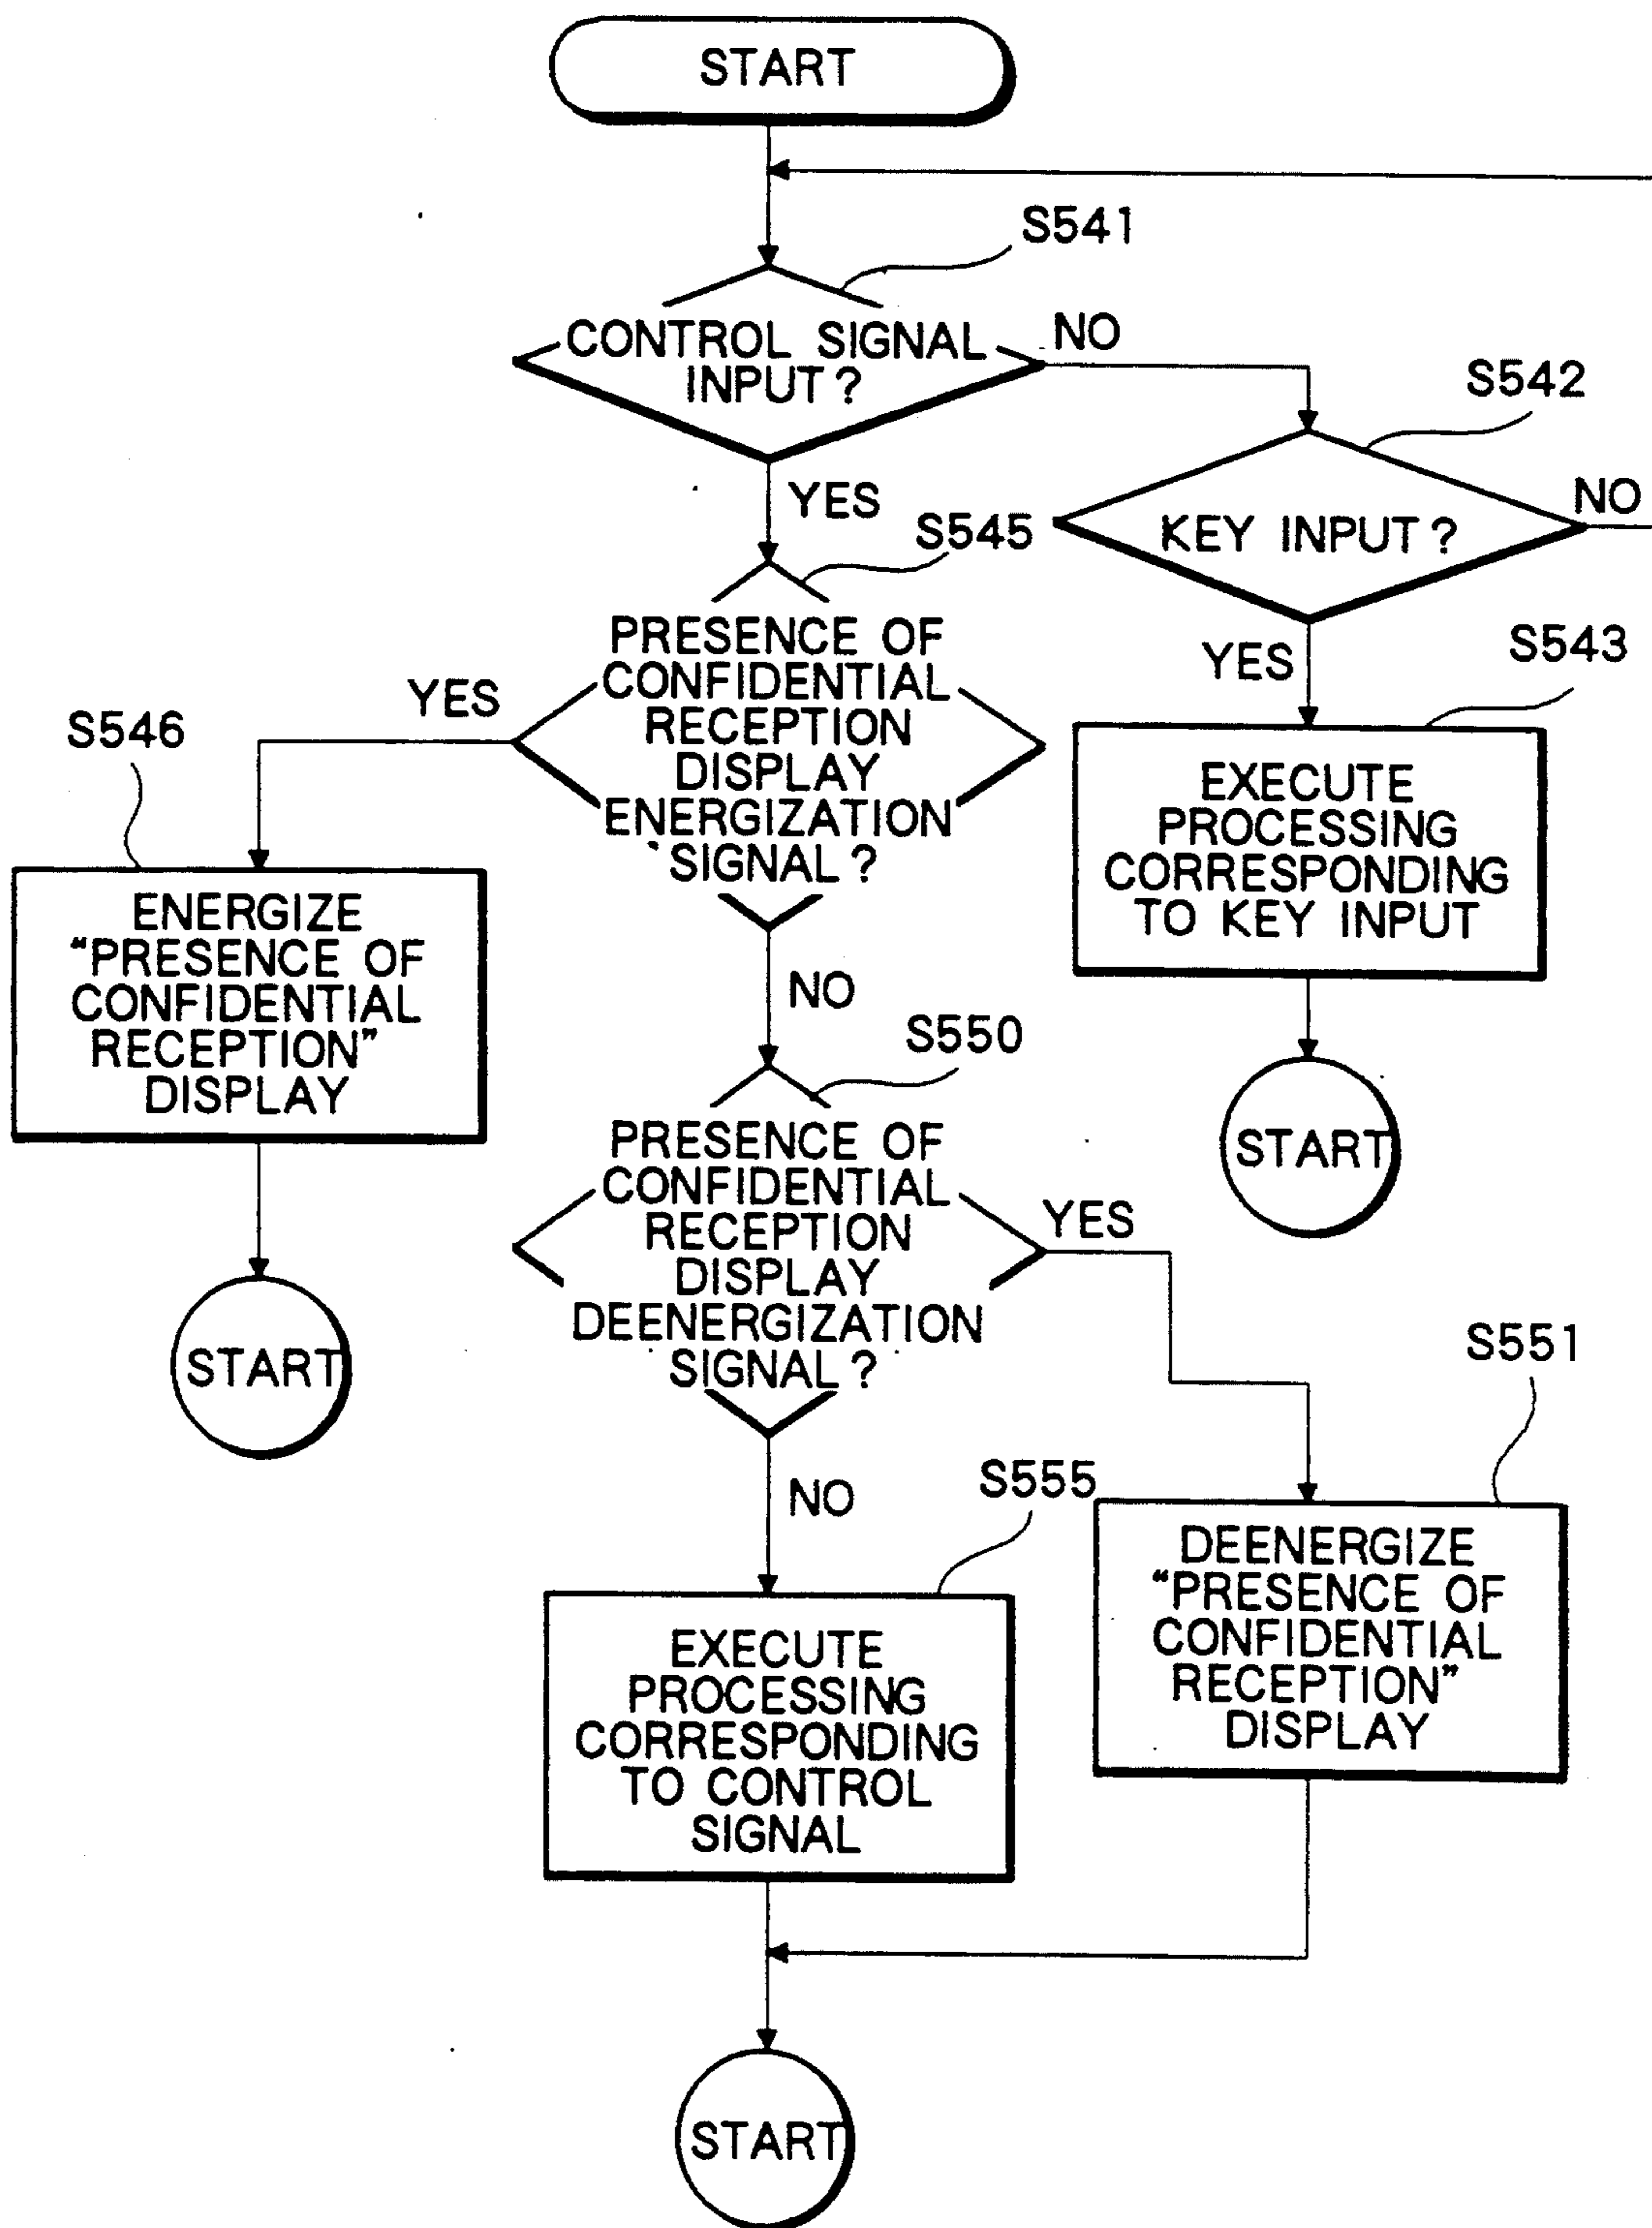 START
S541
CONTROL SIGNAL
INPUT?
NO
S542
KEY INPUT?
NO
YES
S545
YES
S543
PRESENCE OF
CONFIDENTIAL
RECEPTION
DISPLAY
ENERGIZATION
SIGNAL?
YES
S546
EXECUTE
PROCESSING
CORRESPONDING
TO KEY INPUT
ENERGIZE
"PRESENCE OF
CONFIDENTIAL
RECEPTION"
DISPLAY
NO
S550
START
PRESENCE OF
CONFIDENTIAL
RECEPTION
DISPLAY
DEENERGIZATION
SIGNAL?
YES
START
S551
NO
S555
DEENERGIZE
"PRESENCE OF
CONFIDENTIAL
RECEPTION"
DISPLAY
EXECUTE
PROCESSING
CORRESPONDING
TO CONTROL
SIGNAL
START